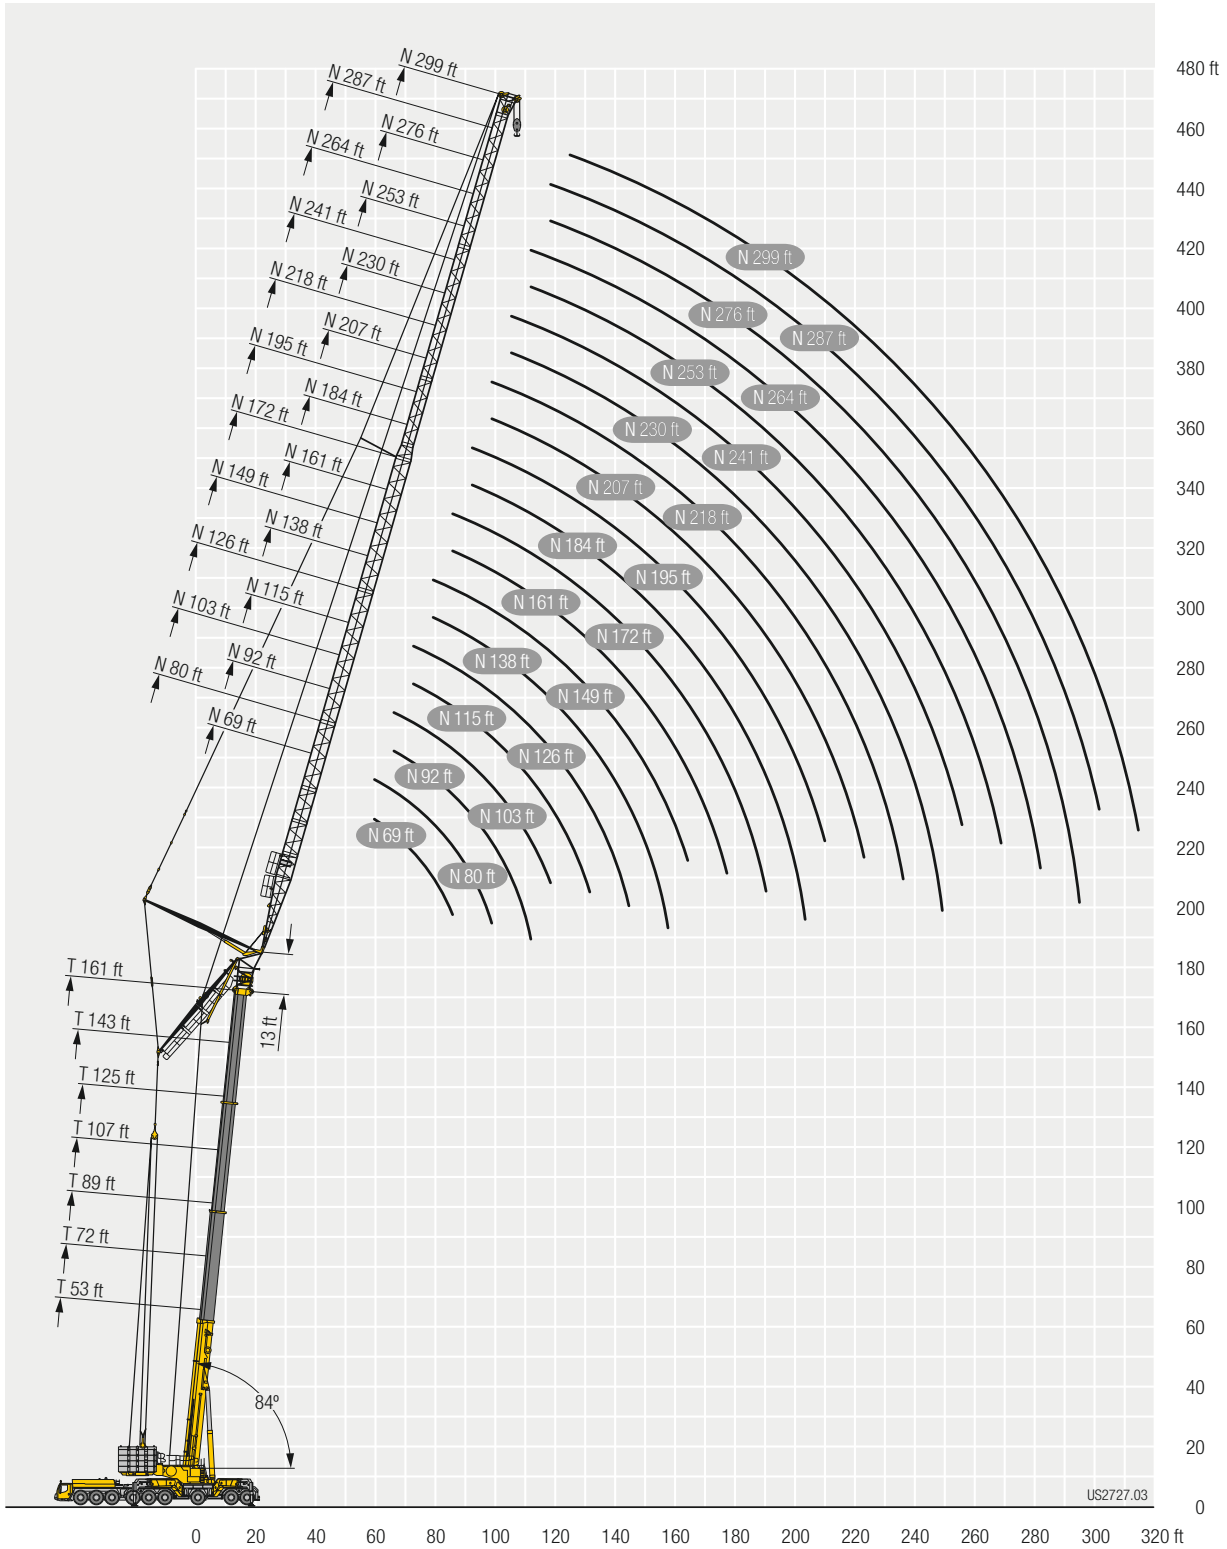 480 ft
N 299 ft
N 287 ft
460
N 276 ft
N 264 ft
440
N 253 ft
N 241 ft
420
N 299 ft
N 230 ft
N 218 ft
400
N 276 ft
N 207 ft
N 287 ft
N 195 ft
380
N 253 ft
N 184 ft
N 264 ft
N 172 ft
360
N 230 ft
N 161 ft
N 241 ft
N 149 ft
340
N 207 ft
N 138 ft
N 218 ft
N 126 ft
320
N 184 ft
N 115 ft
N 195 ft
N 103 ft
300
N 161 ft
N 92 ft
N 172 ft
N 80 ft
280
N 138 ft
N 69 ft
N 149 ft
N 115 ft
260
N 126 ft
N 92 ft
240
N 103 ft
N 69 ft
220
N 80 ft
200
T 161 ft
180
13 ft
T 143 ft
160
T 125 ft
140
T 107 ft
120
T 89 ft
100
T 72 ft
80
T 53 ft
60
84º
40
20
US2727.03
0
0 20 40 60 80 100 120 140 160 180 200 220 240 260 280 300 320 ft